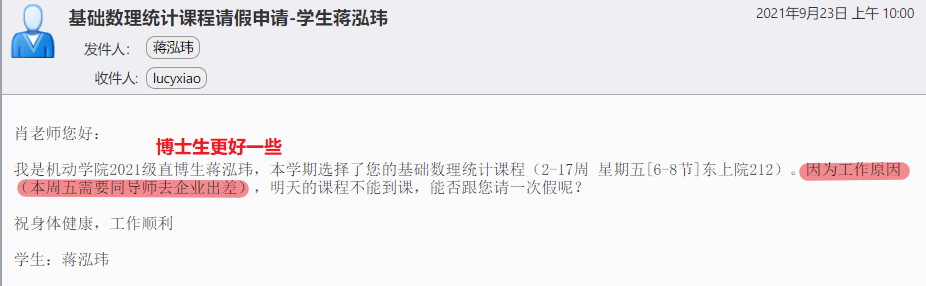 基础数理统计课程请假申请-学生蒋泓玮
2021年9月23日 上午 10:00
发件人： 蒋泓玮
收件人： lucyxiao
肖老师您好：
博士生更好一些
我是机动学院2021级直博生蒋泓玮，本学期选择了您的基础数理统计课程（2-17周 星期五[6-8节]东上院212）。因为工作原因
（本周五需要同导师去企业出差），明天的课程不能到课，能否跟您请一次假呢？
祝身体健康，工作顺利
学生：蒋泓玮